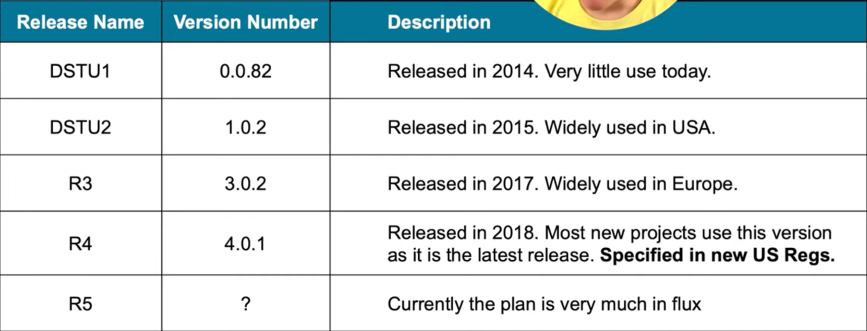 Release Name Version Number Description
DSTU1 0.0.82 Released in 2014. Very little use today.
DSTU2 1.0.2 Released in 2015. Widely used in USA.
R3 3.0.2 Released in 2017. Widely used in Europe.
R4 4.0.1 Released in 2018. Most new projects use this version
as it is the latest release. Specified in new US Regs.
R5 ? Currently the plan is very much in flux